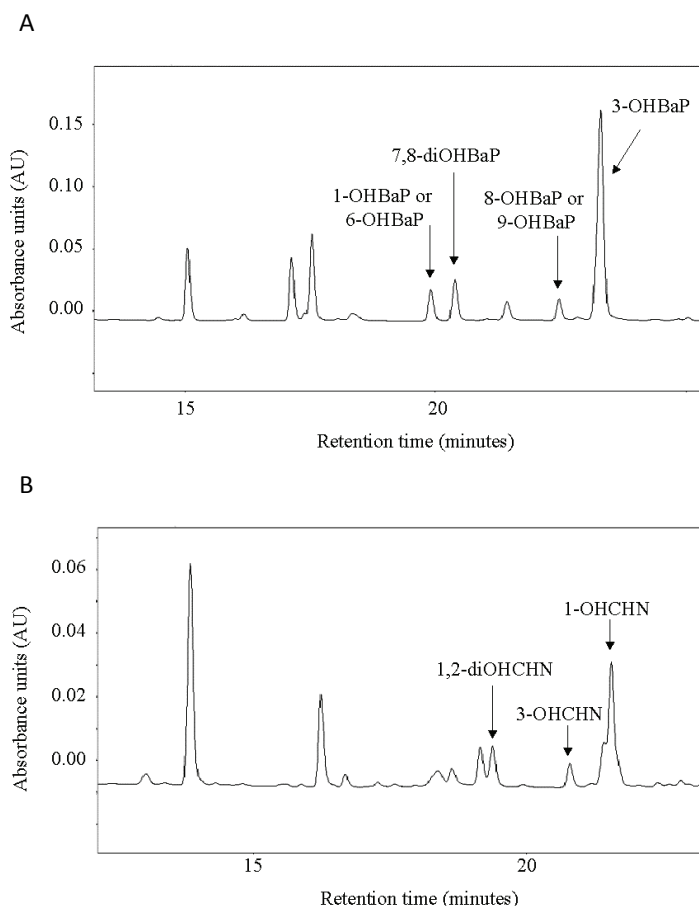 A
3-OHBaP
0.15
7,8-diOHBaP
1-OHBaP or
6-OHBaP
8-OHBaP or
9-OHBaP
0.10
0.05
0.00
Absorbance units (AU)
15
20
Retention time (minutes)
B
0.06
1-OHCHN
0.04
1,2-diOHCHN
3-OHCHN
0.02
0.00
Absorbance units (AU)
15
20
Retention time (minutes)